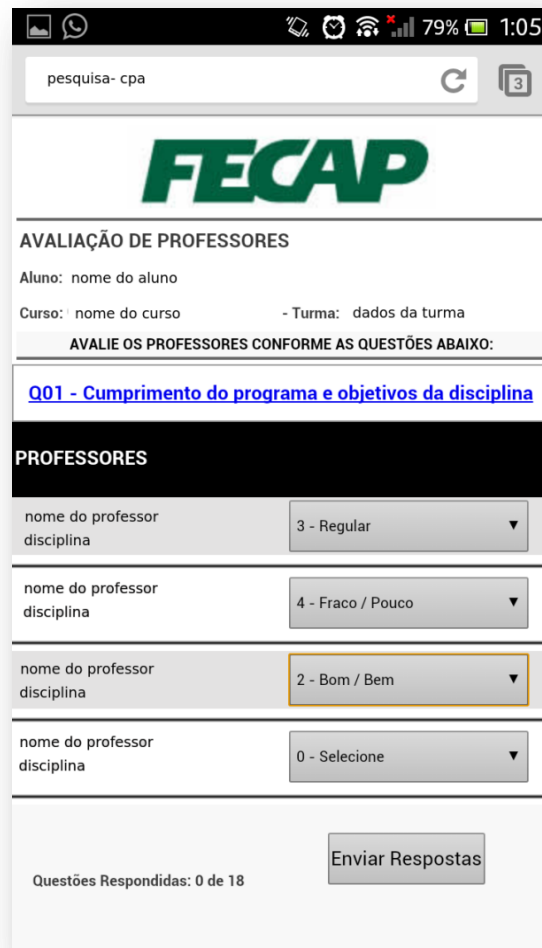 79% 1:05
pesquisa- cpa
3
FECAP
AVALIAÇÃO DE PROFESSORES
Aluno: nome do aluno
Curso: nome do curso - Turma: dados da turma
AVALIE OS PROFESSORES CONFORME AS QUESTÕES ABAIXO:
Q01 - Cumprimento do programa e objetivos da disciplina
PROFESSORES
nome do professor
disciplina
3 - Regular
nome do professor
disciplina
4 - Fraco / Pouco
nome do professor
disciplina
2 - Bom / Bem
nome do professor
disciplina
0 - Selecione
Enviar Respostas
Questões Respondidas: 0 de 18